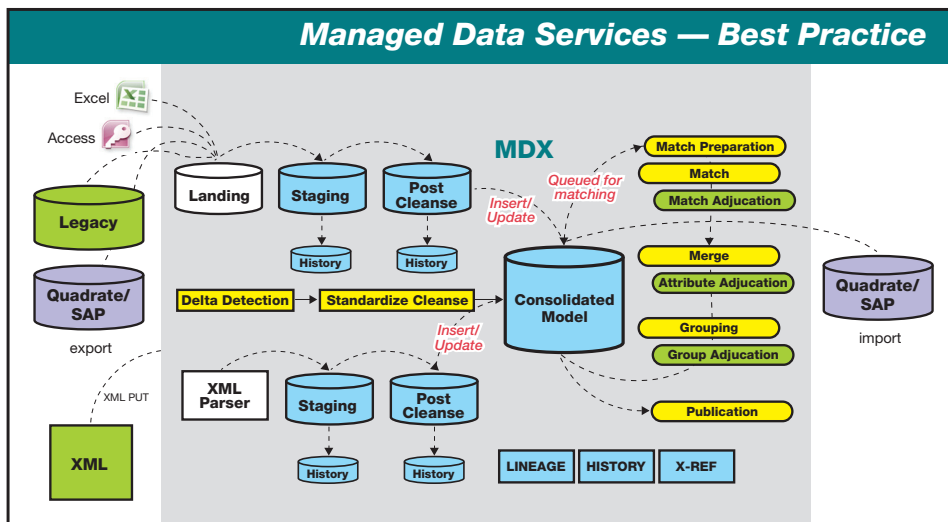 Managed Data Services — Best Practice
Excel
Access
Legacy
Quadrate/
SAP
export
XML PUT
XML
Landing
Staging
Post
Cleanse
History
History
MDX
Insert/
Update
Queued for
matching
Delta Detection
Standardize Cleanse
Consolidated
Model
Insert/
Update
XML
Parser
Staging
Post
Cleanse
History
History
LINEAGE
HISTORY
X-REF
Match Preparation
Match
Match Adjucation
Merge
Attribute Adjucation
Grouping
Group Adjucation
Publication
Quadrate/
SAP
import